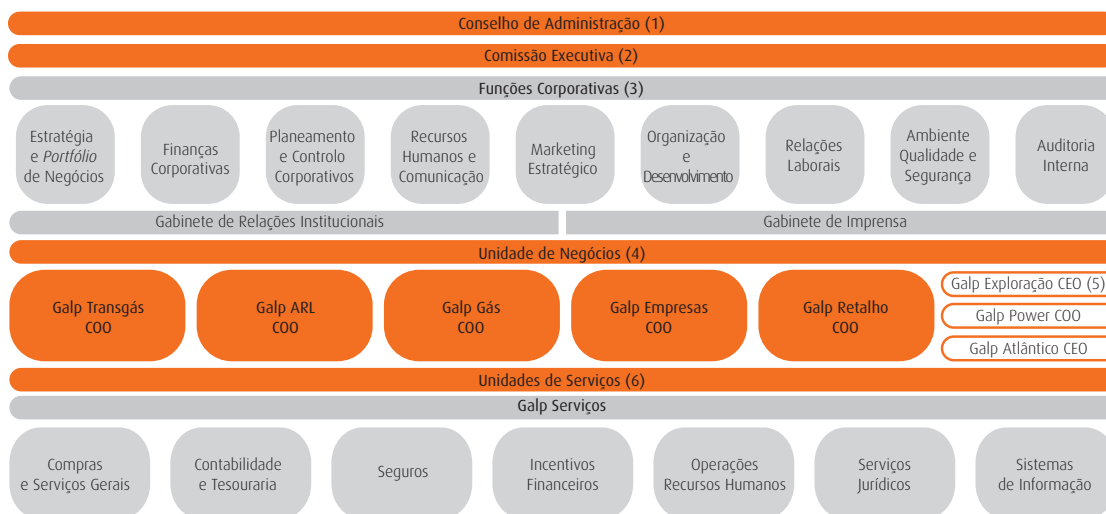 Conselho de Administração (1)
Comissão Executiva (2)
Funções Corporativas (3)
Estratégia
e Portfólio
de Negócios
Finanças
Corporativas
Planeamento
e Controlo
Corporativos
Recursos
Humanos e
Comunicação
Marketing
Estratégico
Organização
e
Desenvolvimento
Relações
Laborais
Ambiente
Qualidade e
Segurança
Auditoria
Interna
Gabinete de Relações Institucionais
Gabinete de Imprensa
Unidade de Negócios (4)
Galp Transgás
COO
Galp ARL
COO
Galp Gás
COO
Galp Empresas
COO
Galp Retalho
COO
Galp Exploração CEO (5)
Galp Power COO
Galp Atlântico CEO
Unidades de Serviços (6)
Galp Serviços
Compras
e Serviços Gerais
Contabilidade
e Tesouraria
Seguros
Incentivos
Financeiros
Operações
Recursos Humanos
Serviços
Jurídicos
Sistemas
de Informação